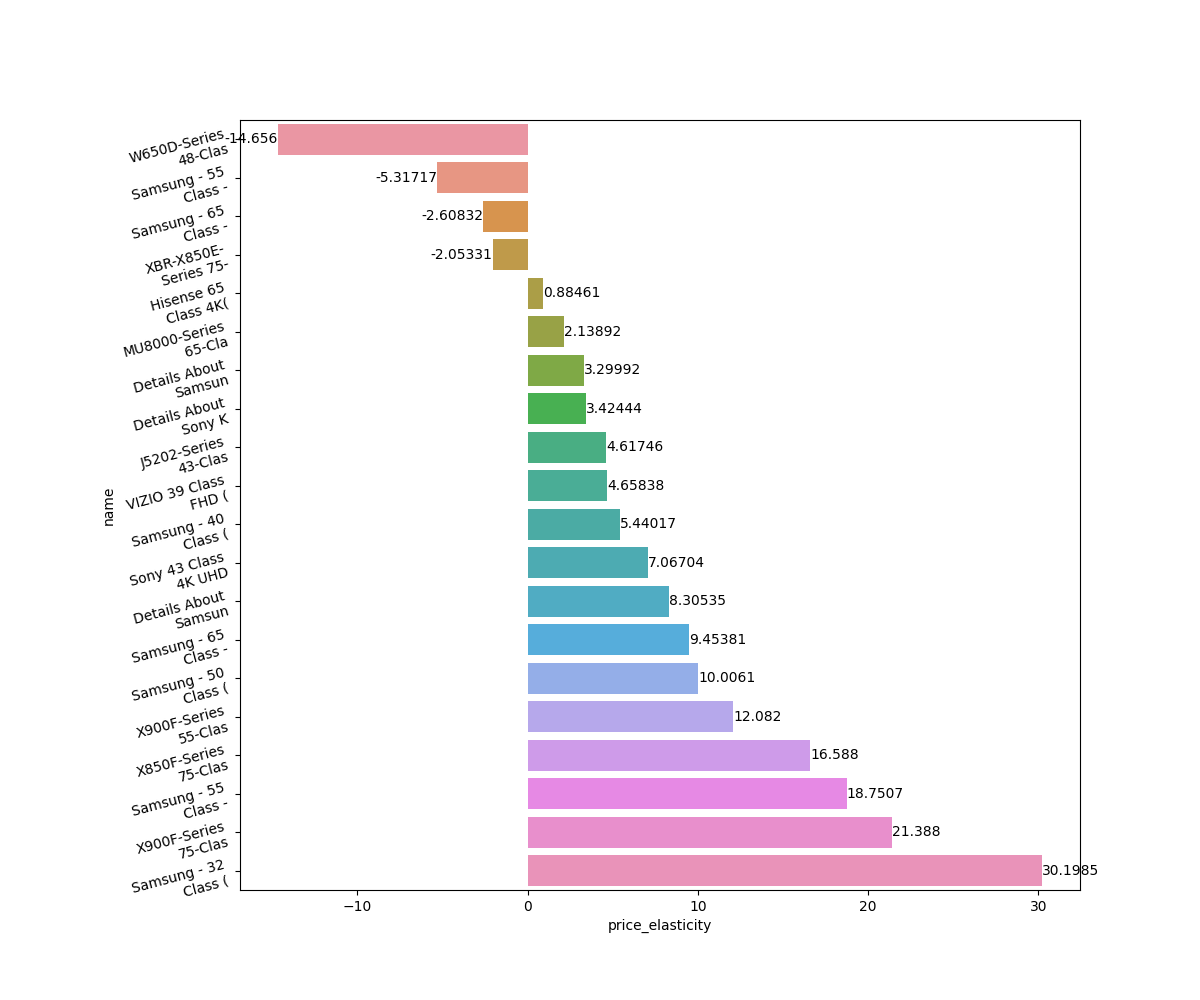 W650D-Series
48-Clas
-14.656
Samsung - 55
Class -
-5.31717
Samsung - 65
Class -
-2.60832
XBR-X850E-
Series 75-
-2.05331
Hisense 65
Class 4K(
0.88461
MU8000-Series
65-Cla
2.13892
Details About
Samsun
3.29992
Details About
Sony K
3.42444
J5202-Series
43-Clas
4.61746
VIZIO 39 Class
FHD (
4.65838
Samsung - 40
Class (
5.44017
Sony 43 Class
4K UHD
7.06704
Details About
Samsun
8.30535
Samsung - 65
Class -
9.45381
Samsung - 50
Class (
10.0061
X900F-Series
55-Clas
12.082
X850F-Series
75-Clas
16.588
Samsung - 55
Class -
18.7507
X900F-Series
75-Clas
21.388
Samsung - 32
Class (
30.1985
name
−10 0 10 20 30
price_elasticity